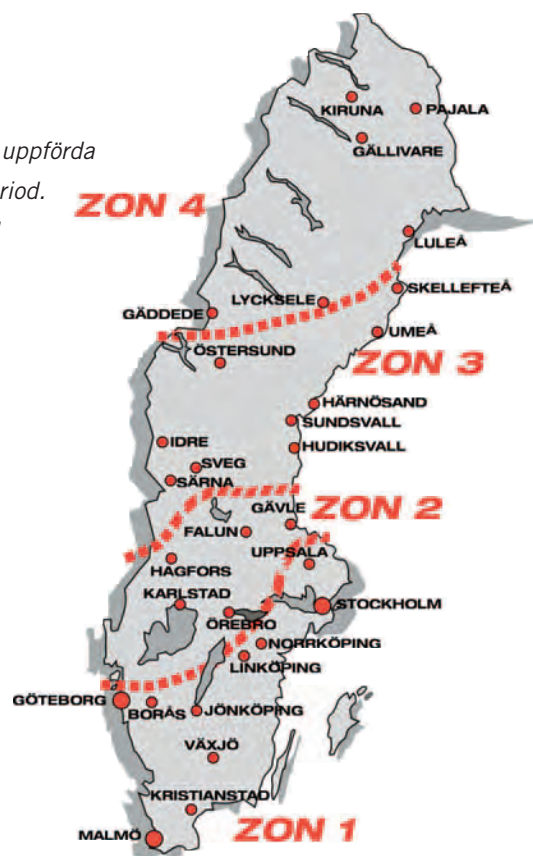 KIRUNA
PAJALA
uppförda
GÄLLIVARE
riod.
ZON 4
LULEÅ
SKELLEFTEÅ
LYCKSELE
GÄDDEDE
UMEÅ
ÖSTERSUND
ZON 3
HÄRNÖSAND
SUNDSVALL
IDRE
HUDIKSVALL
SVEG
SÄRNA
GÄVLE
ZON 2
FALUN
UPPSALA
HAGFORS
KARLSTAD
STOCKHOLM
ÖREBRO
NORRKÖPING
LINKÖPING
GÖTEBORG
BORÅS
JÖNKÖPING
VÄXJÖ
KRISTIANSTAD
MALMÖ
ZON 1